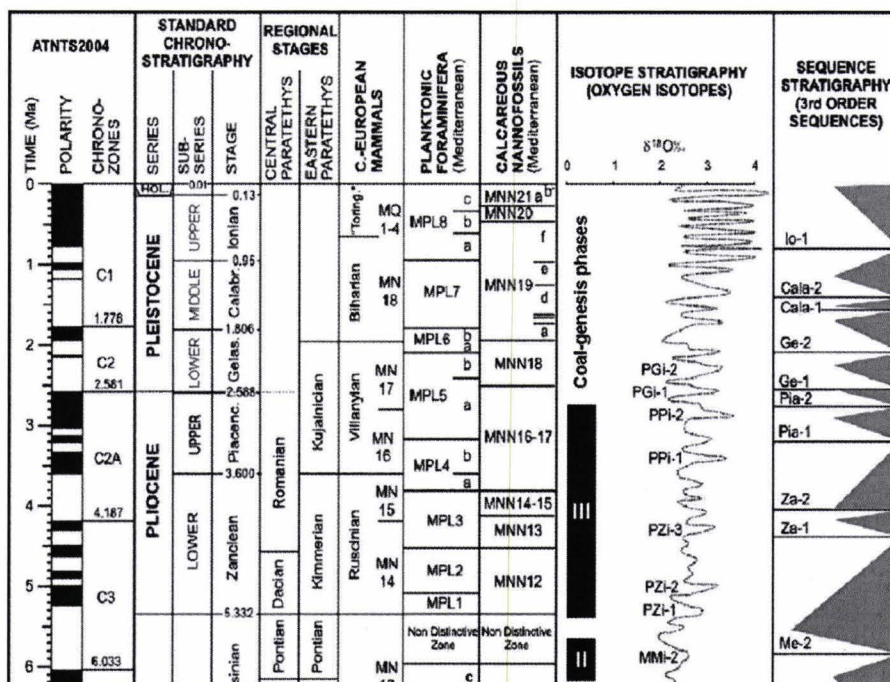 ATNTS2004
STANDARD
CHRONO-
STRATIGRAPHY
REGIONAL
STAGES
TIME (Ma)
POLARITY
CHRONO-
ZONES
SERIES
SUB-
SERIES
STAGE
CENTRAL
PARATETHYS
EASTERN
PARATETHYS
C.-EUROPEAN
MAMMALS
PLANKTONIC
FORAMINIFERA
(Mediterranean)
CALCAREOUS
NANNOFOSSILS
(Mediterranean)
ISOTOPE STRATIGRAPHY
(OXYGEN ISOTOPES)
δ18O‰
0 1 2 3 4
SEQUENCE
STRATIGRAPHY
(3rd ORDER
SEQUENCES)
0
1
2
3
4
5
6
C1
1.778
C2
2.581
C2A
4.187
C3
6.033
HOL.
PLEISTOCENE
PLIOCENE
UPPER
MIDDLE
LOWER
UPPER
LOWER
0.01
0.13
Ionian
0.95
Calabr.
1.806
Gelas.
2.588
Piacenc.
3.600
Zanclean
5.332
sinian
Romanian
Dacian
Pontian
Kujalnician
Kimmerian
Pontian
"Toring."
Biharian
Villanylan
Ruscinian
MQ
1-4
MN
18
MN
17
MN
16
MN
15
MN
14
MN
MPL8
c
b
a
MPL7
MPL6
b
a
MPL5
b
a
MPL4
b
a
MPL3
MPL2
MPL1
Non Distinctive
Zone
c
MNN21
b
a
MNN20
MNN19
f
e
d
a
MNN18
MNN16-17
MNN14-15
MNN13
MNN12
Non Distinctive
Zone
Coal-genesis phases
III
II
PGi-2
PGi-1
PPi-2
PPi-1
PZi-3
PZi-2
PZi-1
MMi-2
Io-1
Cala-2
Cala-1
Ge-2
Ge-1
Pia-2
Pia-1
Za-2
Za-1
Me-2